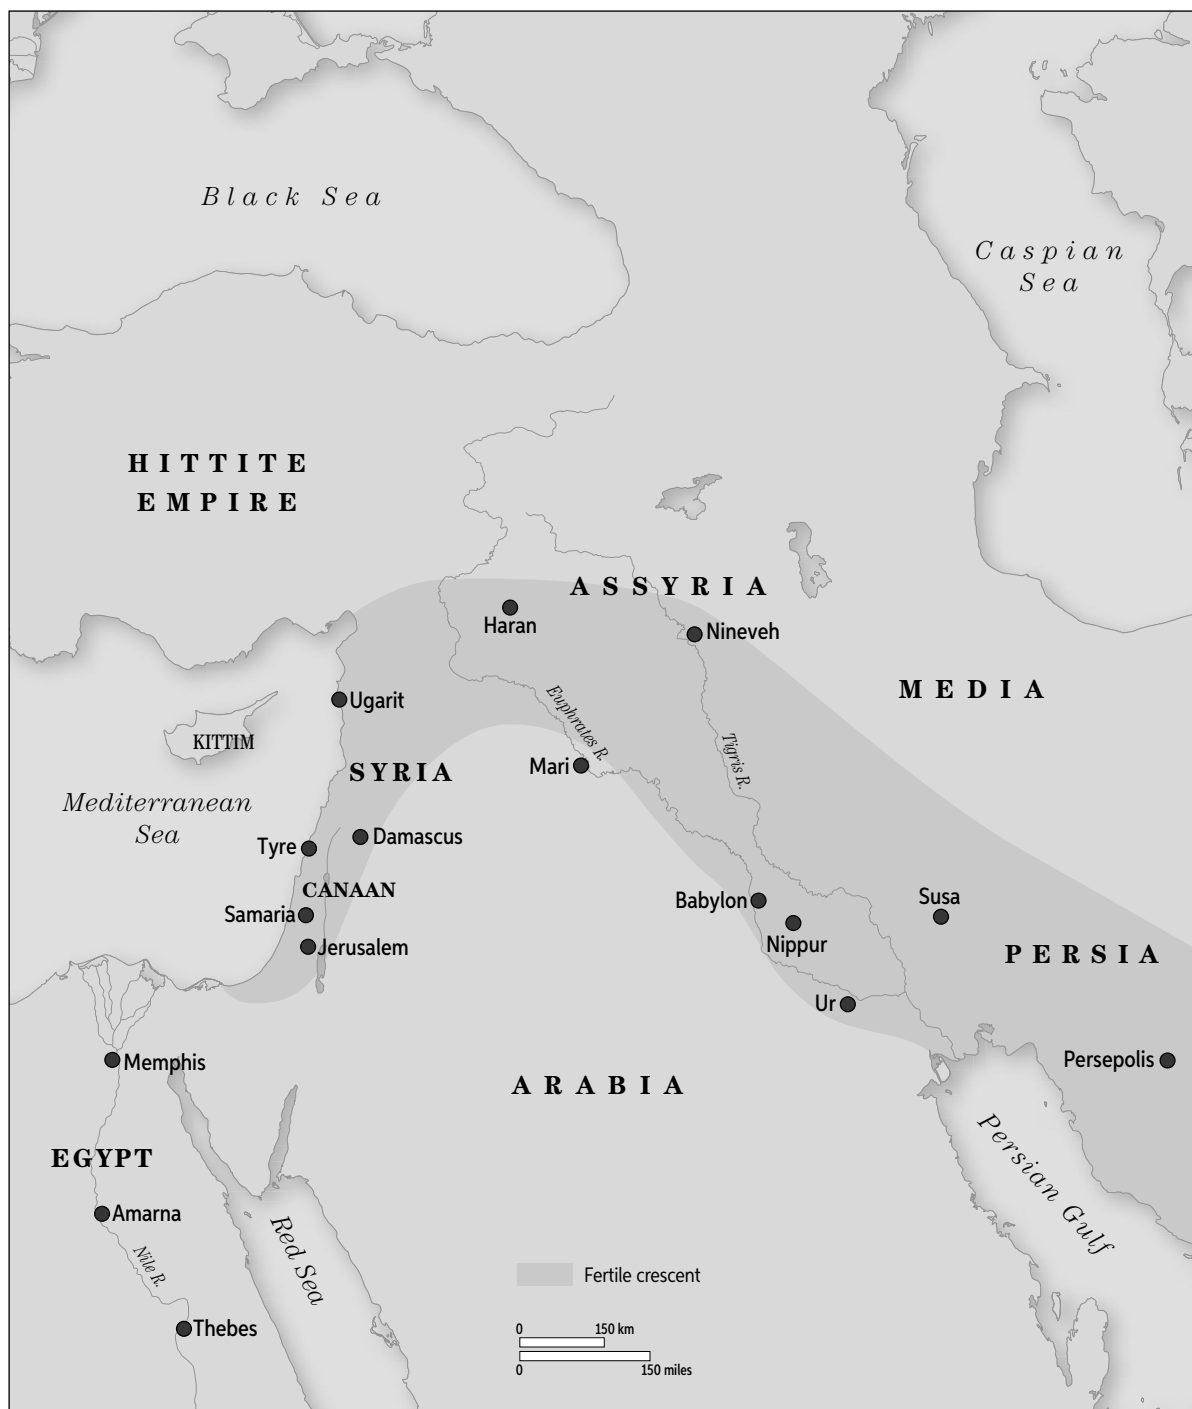 Black Sea
Caspian
Sea
HITTITE
EMPIRE
ASSYRIA
Haran
Nineveh
MEDIA
Ugarit
Euphrates R.
KITTIM
Tigris R.
Mari
SYRIA
Mediterranean
Sea
Tyre
Damascus
CANAAN
Babylon
Susa
Samaria
Nippur
Jerusalem
PERSIA
Ur
Memphis
Persepolis
ARABIA
Persian Gulf
EGYPT
Amarna
Red Sea
Nile R.
Fertile crescent
Thebes
0 150 km
0 150 miles